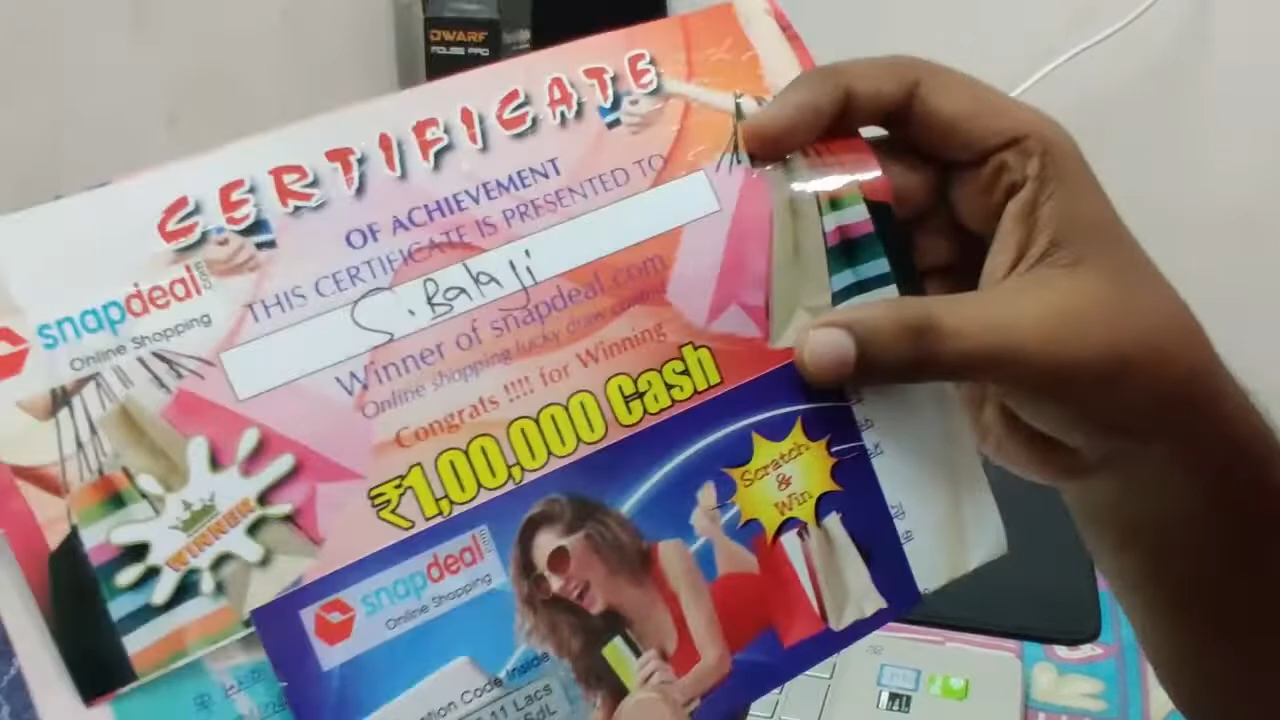 DWARF
CERTIFICATE
OF ACHIEVEMENT
THIS CERTIFICATE IS PRESENTED TO
S. Balaji
snapdeal.com
Online Shopping
Winner of snapdeal.com
Online shopping lucky draw
Congrats !!!! for Winning
₹1,00,000 Cash
WINNER
Scratch
&
Win
snapdeal.com
Online Shopping
Code Inside
11 Lacs